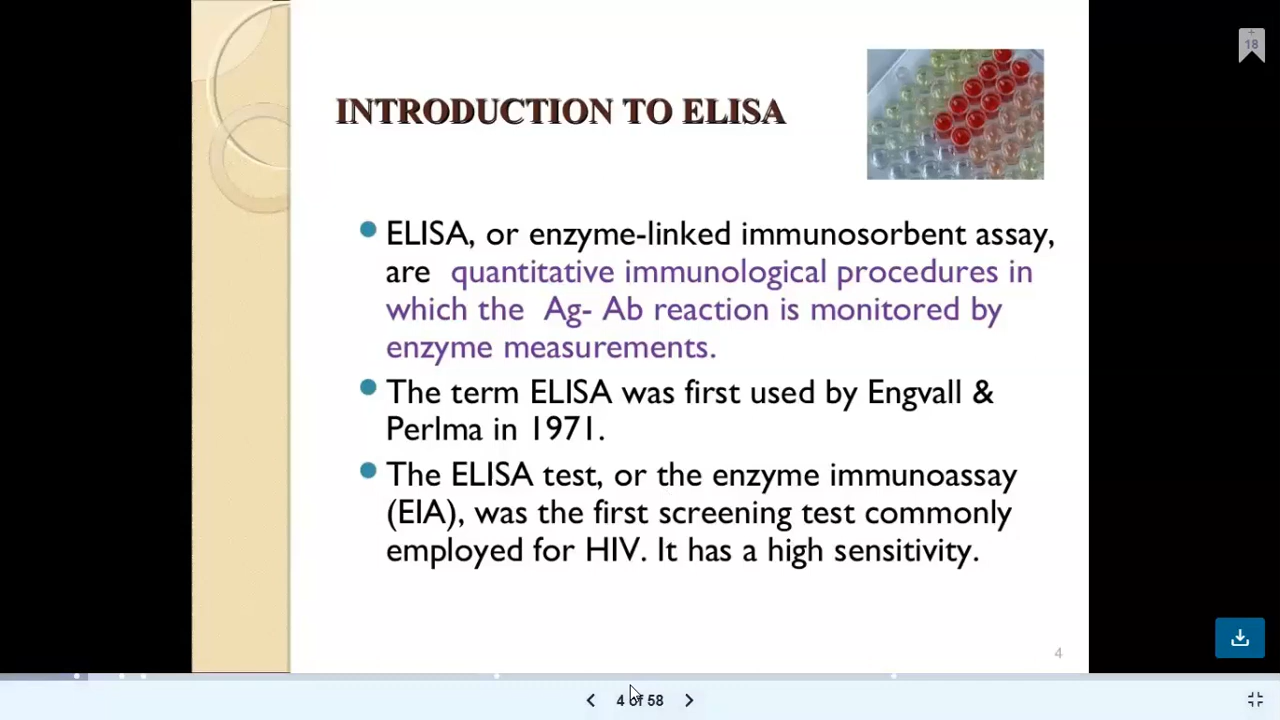 18
INTRODUCTION TO ELISA
ELISA, or enzyme-linked immunosorbent assay,
are quantitative immunological procedures in
which the Ag- Ab reaction is monitored by
enzyme measurements.
The term ELISA was first used by Engvall &
Perlma in 1971.
The ELISA test, or the enzyme immunoassay
(EIA), was the first screening test commonly
employed for HIV. It has a high sensitivity.
4
4 of 58